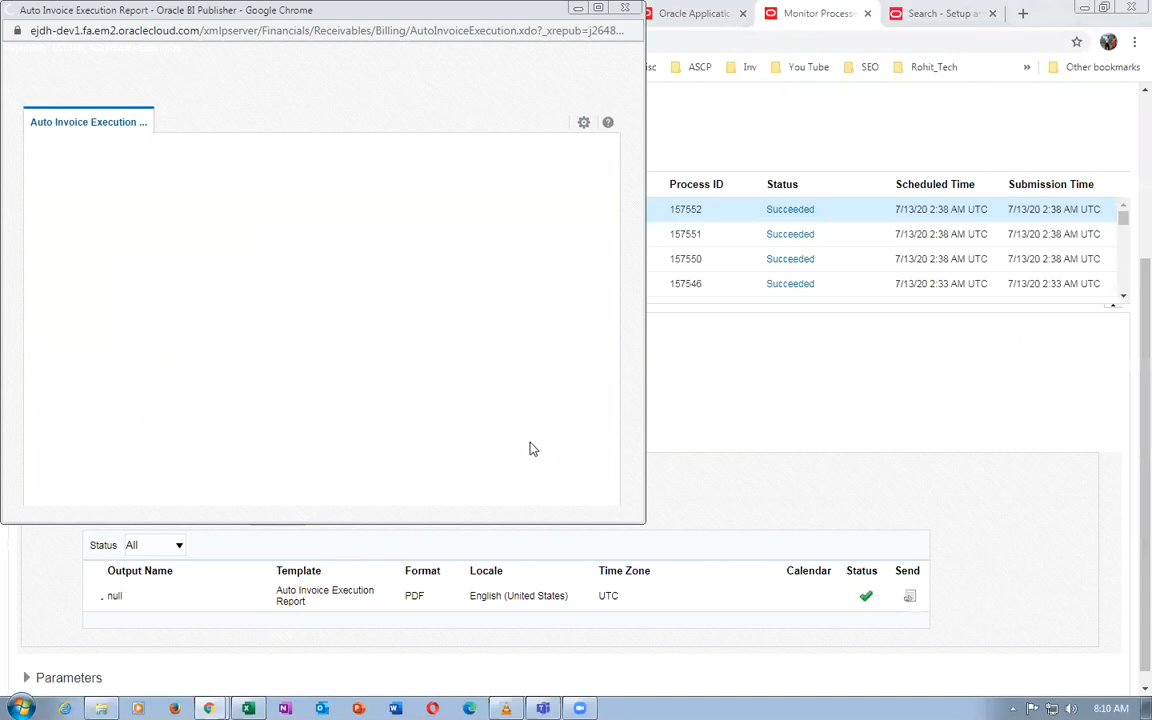 Auto Invoice Execution Report - Oracle BI Publisher - Google Chrome
Oracle Applicatic
Monitor Processe
Search - Setup a
ejdh-dev1.fa.em2.oraclecloud.com/xmlpserver/Financials/Receivables/Billing/AutoInvoiceExecution.xdo?_xrepub=j2648...
isc
ASCP
Inv
You Tube
SEO
Rohit_Tech
»
Other bookmarks
Auto Invoice Execution ...
Process ID Status Scheduled Time Submission Time
157552 Succeeded 7/13/20 2:38 AM UTC 7/13/20 2:38 AM UTC
157551 Succeeded 7/13/20 2:38 AM UTC 7/13/20 2:38 AM UTC
157550 Succeeded 7/13/20 2:38 AM UTC 7/13/20 2:38 AM UTC
157546 Succeeded 7/13/20 2:33 AM UTC 7/13/20 2:33 AM UTC
Status All
Output Name Template Format Locale Time Zone Calendar Status Send
. null Auto Invoice Execution Report PDF English (United States) UTC
Parameters
8:10 AM